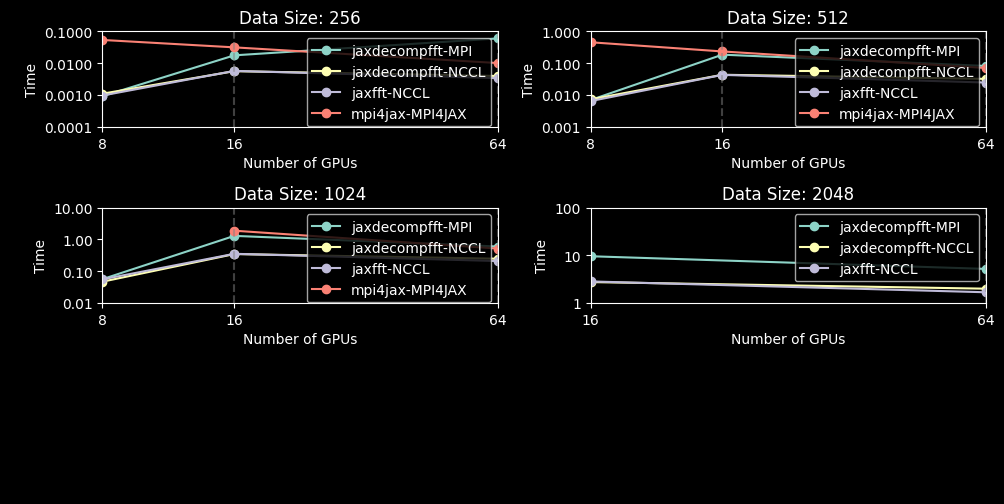 Data Size: 256
0.1000
0.0100
0.0010
0.0001
Time
jaxdecompfft-MPI
jaxdecompfft-NCCL
jaxfft-NCCL
mpi4jax-MPI4JAX
8
16
64
Number of GPUs
Data Size: 512
1.000
0.100
0.010
0.001
Time
jaxdecompfft-MPI
jaxdecompfft-NCCL
jaxfft-NCCL
mpi4jax-MPI4JAX
8
16
64
Number of GPUs
Data Size: 1024
10.00
1.00
0.10
0.01
Time
jaxdecompfft-MPI
jaxdecompfft-NCCL
jaxfft-NCCL
mpi4jax-MPI4JAX
8
16
64
Number of GPUs
Data Size: 2048
100
10
1
Time
jaxdecompfft-MPI
jaxdecompfft-NCCL
jaxfft-NCCL
16
64
Number of GPUs